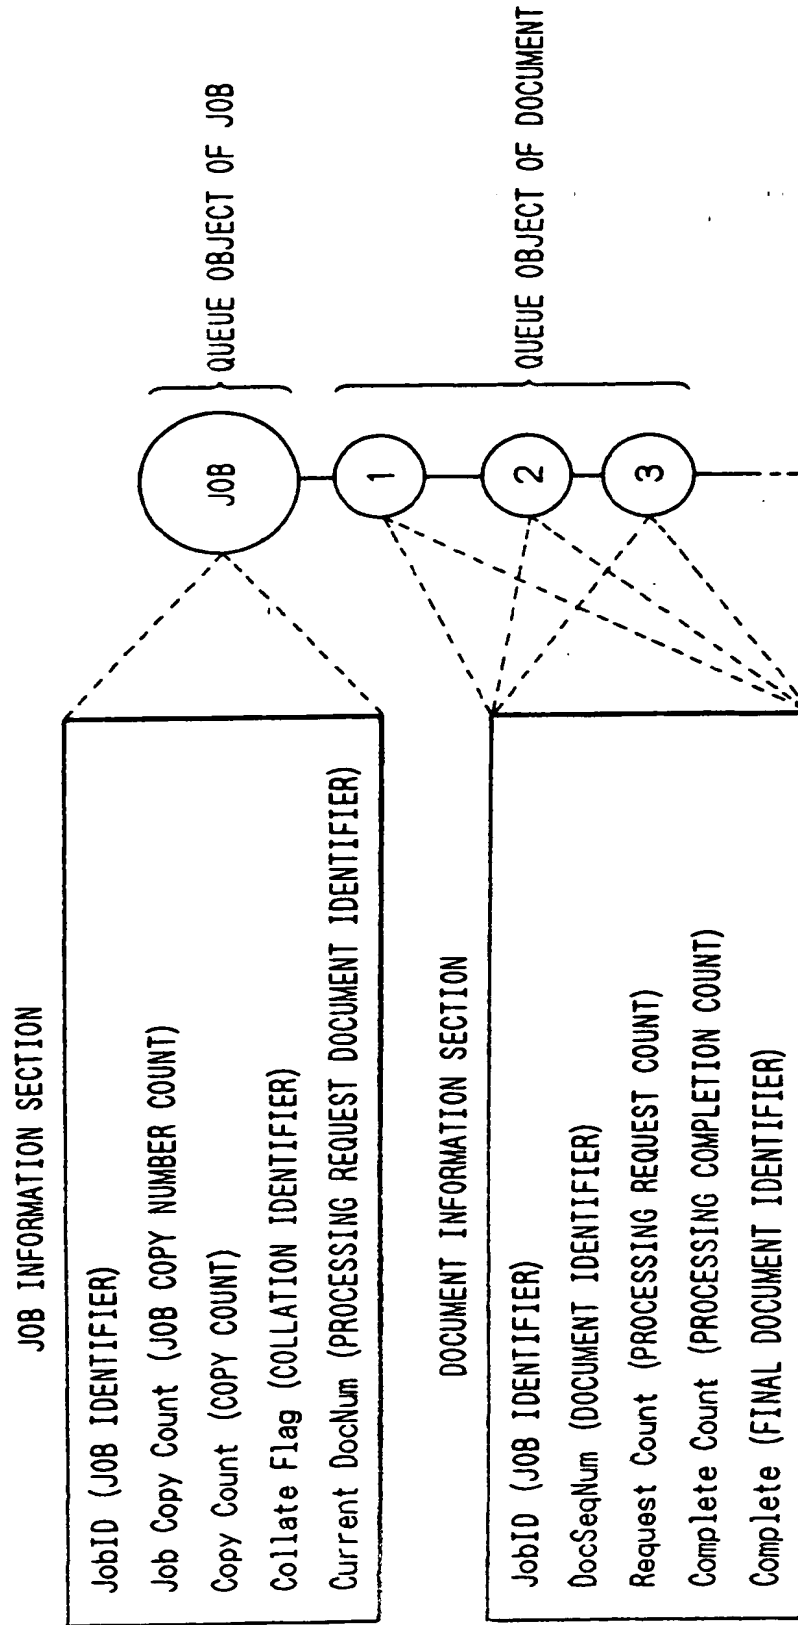 JOB INFORMATION SECTION
JobID (JOB IDENTIFIER)
Job Copy Count (JOB COPY NUMBER COUNT)
Copy Count (COPY COUNT)
Collate Flag (COLLATION IDENTIFIER)
Current DocNum (PROCESSING REQUEST DOCUMENT IDENTIFIER)
JOB
QUEUE OBJECT OF JOB
DOCUMENT INFORMATION SECTION
JobID (JOB IDENTIFIER)
DocSeqNum (DOCUMENT IDENTIFIER)
Request Count (PROCESSING REQUEST COUNT)
Complete Count (PROCESSING COMPLETION COUNT)
Complete (FINAL DOCUMENT IDENTIFIER)
1
2
3
QUEUE OBJECT OF DOCUMENT